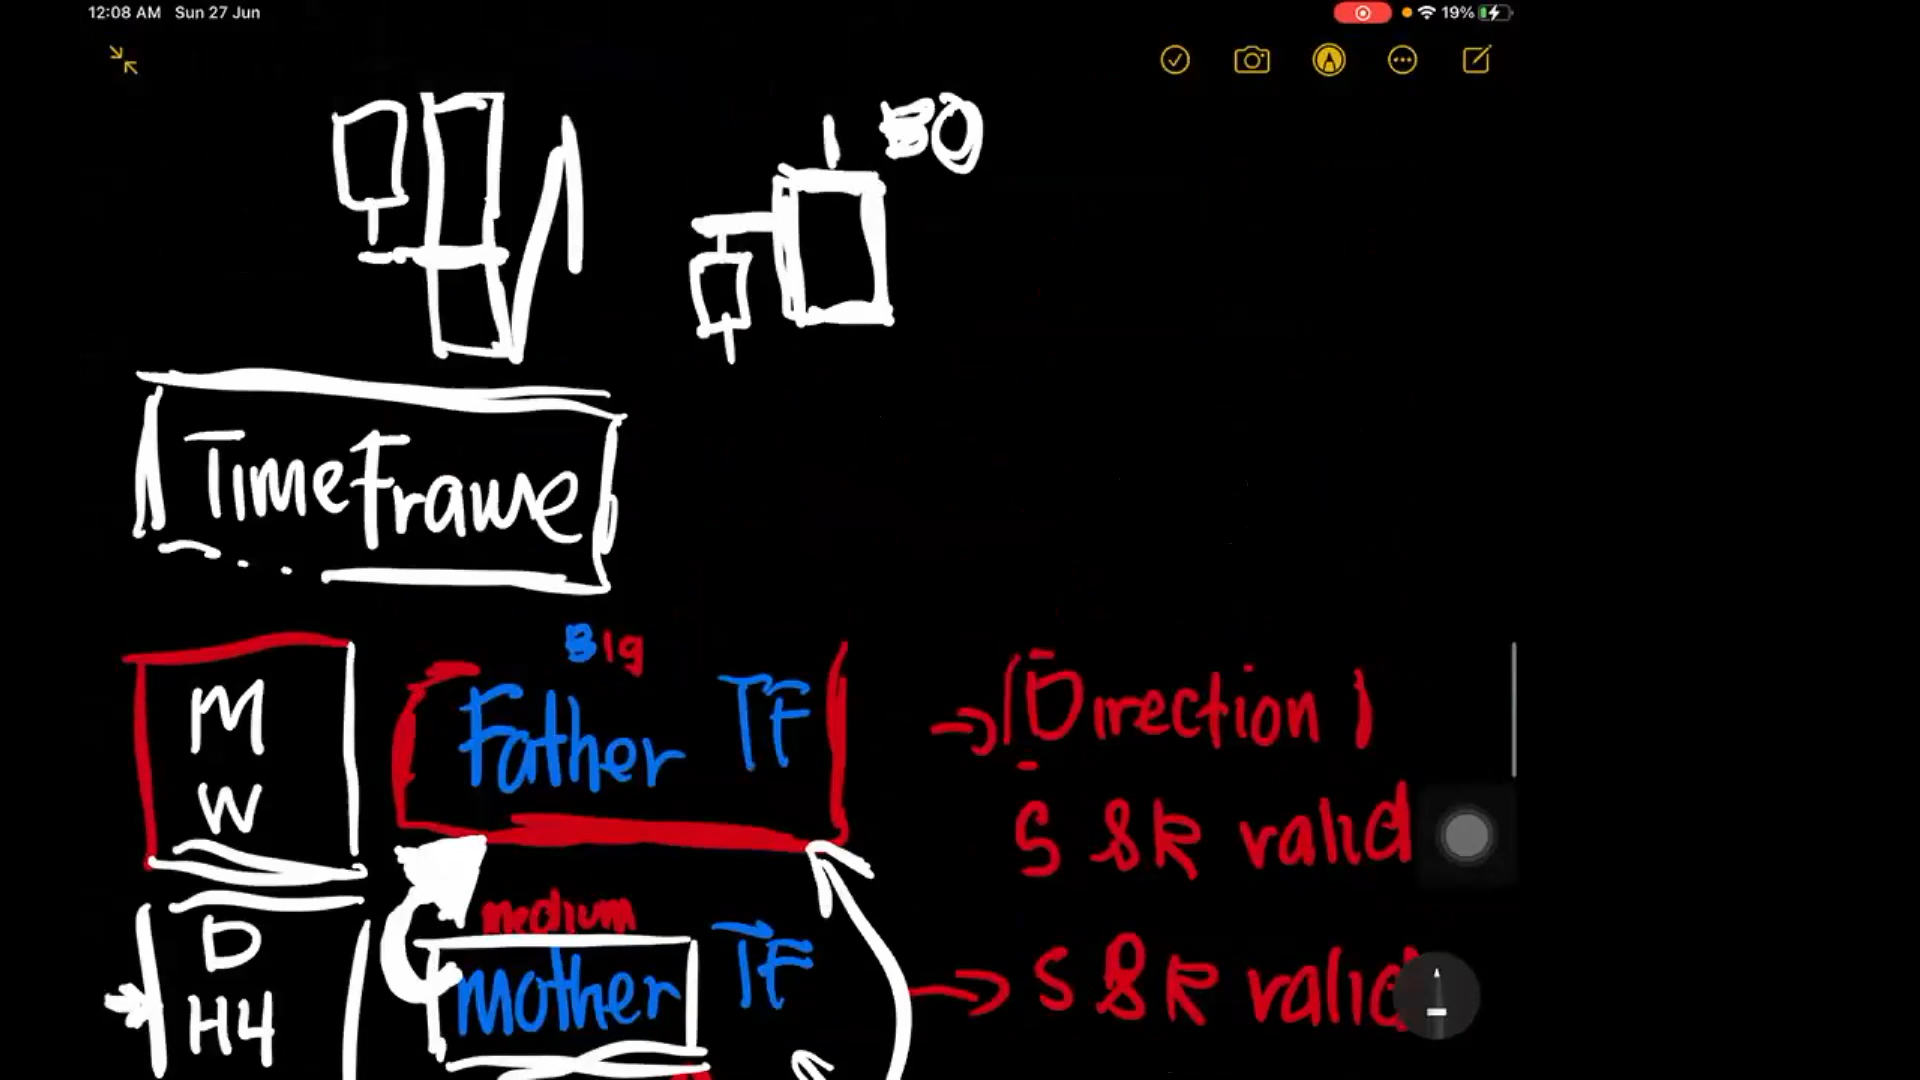 12:08 AM Sun 27 Jun
19%
BO
TimeFrame
Big
M
Father TF
Direction
W
S & R valid
medium
D
Mother TF
S & R valid
H4